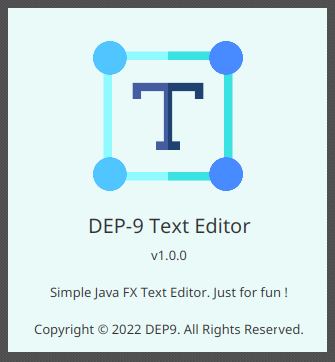 T
DEP-9 Text Editor
v1.0.0
Simple Java FX Text Editor. Just for fun !
Copyright © 2022 DEP9. All Rights Reserved.